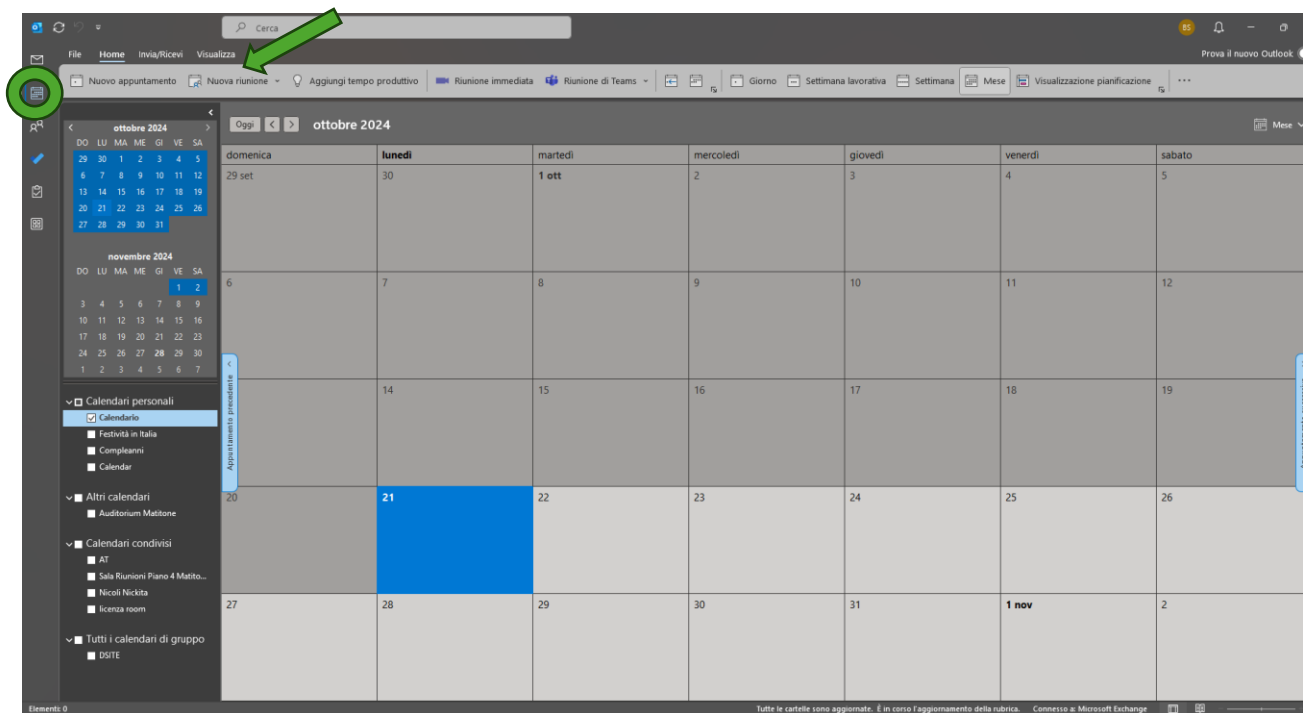 Cerca
BS
File Home Invia/Ricevi Visualizza
Prova il nuovo Outlook
Nuovo appuntamento Nuova riunione Aggiungi tempo produttivo Riunione immediata Riunione di Teams Giorno Settimana lavorativa Settimana Mese Visualizzazione pianificazione ...
ottobre 2024
DO LU MA ME GI VE SA
29 30 1 2 3 4 5
6 7 8 9 10 11 12
13 14 15 16 17 18 19
20 21 22 23 24 25 26
27 28 29 30 31
novembre 2024
DO LU MA ME GI VE SA
1 2
3 4 5 6 7 8 9
10 11 12 13 14 15 16
17 18 19 20 21 22 23
24 25 26 27 28 29 30
1 2 3 4 5 6 7
Calendari personali
Calendario
Festività in Italia
Compleanni
Calendar
Altri calendari
Auditorium Matitone
Calendari condivisi
AT
Sala Riunioni Piano 4 Matito...
Nicoli Nickita
licenza room
Tutti i calendari di gruppo
DSITE
Oggi ottobre 2024
Mese
domenica lunedì martedì mercoledì giovedì venerdì sabato
29 set 30 1 ott 2 3 4 5
6 7 8 9 10 11 12
14 15 16 17 18 19
20 21 22 23 24 25 26
27 28 29 30 31 1 nov 2
Appuntamento precedente
Elementi: 0
Tutte le cartelle sono aggiornate. È in corso l'aggiornamento della rubrica. Connesso a: Microsoft Exchange